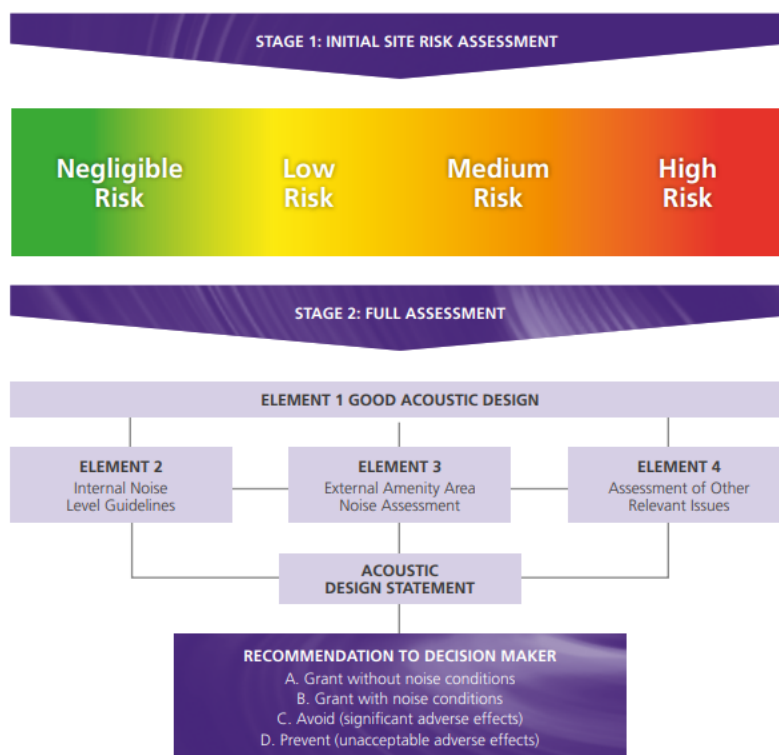 STAGE 1: INITIAL SITE RISK ASSESSMENT
Negligible Risk
Low Risk
Medium Risk
High Risk
STAGE 2: FULL ASSESSMENT
ELEMENT 1 GOOD ACOUSTIC DESIGN
ELEMENT 2
Internal Noise
Level Guidelines
ELEMENT 3
External Amenity Area
Noise Assessment
ELEMENT 4
Assessment of Other
Relevant Issues
ACOUSTIC
DESIGN STATEMENT
RECOMMENDATION TO DECISION MAKER
A. Grant without noise conditions
B. Grant with noise conditions
C. Avoid (significant adverse effects)
D. Prevent (unacceptable adverse effects)